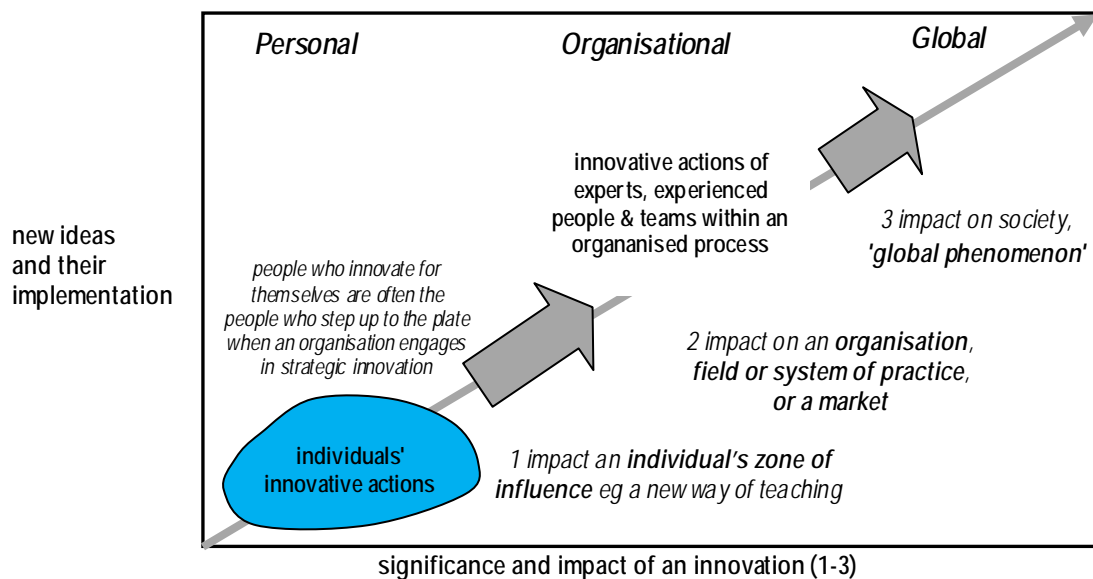 Personal
Organisational
Global
innovative actions of
experts, experienced
people & teams within an
organanised process
3 impact on society,
'global phenomenon'
new ideas
and their
implementation
people who innovate for
themselves are often the
people who step up to the plate
when an organisation engages
in strategic innovation
2 impact on an organisation,
field or system of practice,
or a market
individuals'
innovative actions
1 impact an individual's zone of
influence eg a new way of teaching
significance and impact of an innovation (1-3)